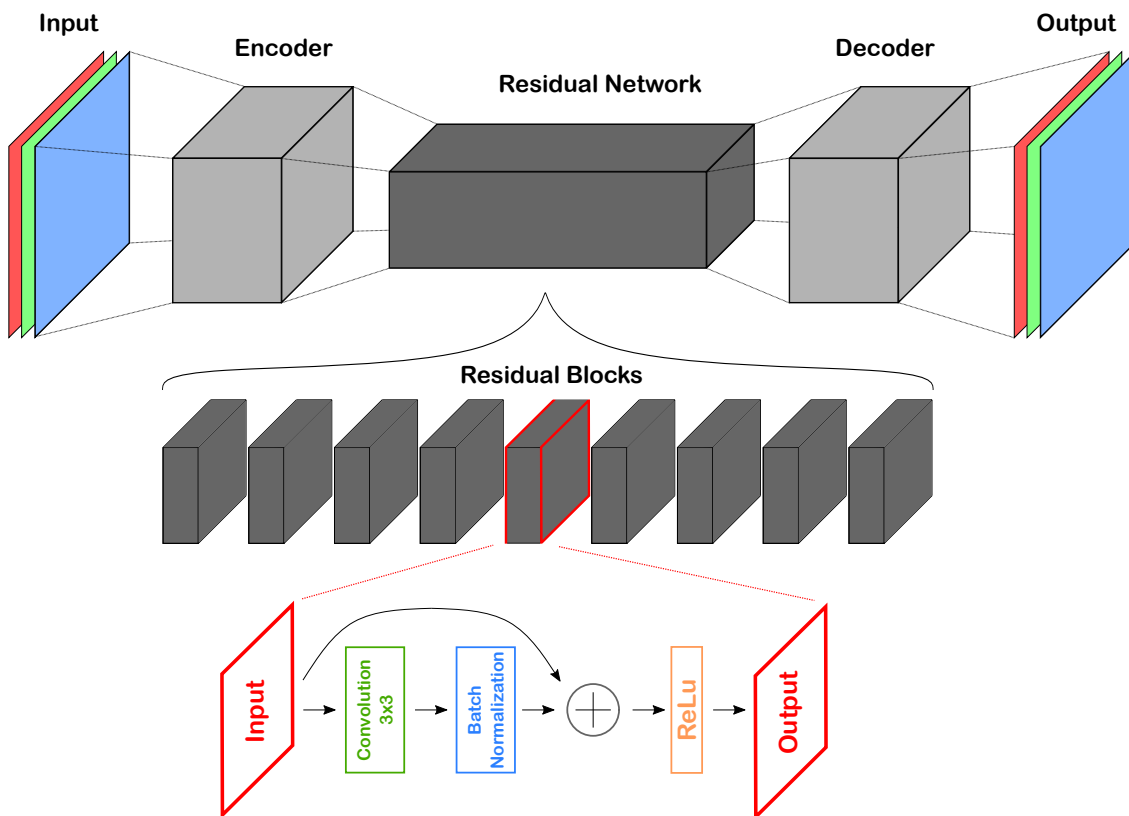 Input
Encoder
Residual Network
Decoder
Output
Residual Blocks
Input
Convolution
3x3
Batch
Normalization
ReLu
Output